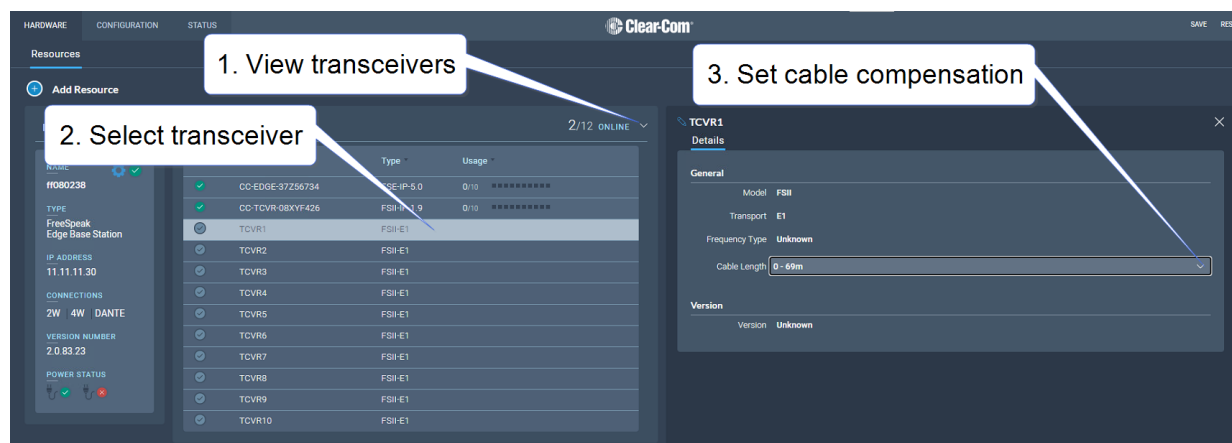 HARDWARE CONFIGURATION STATUS Clear-Com SAVE RES
Resources
1. View transceivers
3. Set cable compensation
Add Resource
2. Select transceiver
2/12 ONLINE
NAME
ff080238
TYPE
FreeSpeak
Edge Base Station
IP ADDRESS
11.11.11.30
CONNECTIONS
2W 4W DANTE
VERSION NUMBER
2.0.83.23
POWER STATUS
Type Usage
CC-EDGE-37Z56734 FSE-IP-5.0 0/10
CC-TCVR-08XYF426 FSII-IP-1.9 0/10
TCVR1 FSII-E1
TCVR2 FSII-E1
TCVR3 FSII-E1
TCVR4 FSII-E1
TCVR5 FSII-E1
TCVR6 FSII-E1
TCVR7 FSII-E1
TCVR8 FSII-E1
TCVR9 FSII-E1
TCVR10 FSII-E1
TCVR1
Details
General
Model FSII
Transport E1
Frequency Type Unknown
Cable Length 0 - 69m
Version
Version Unknown